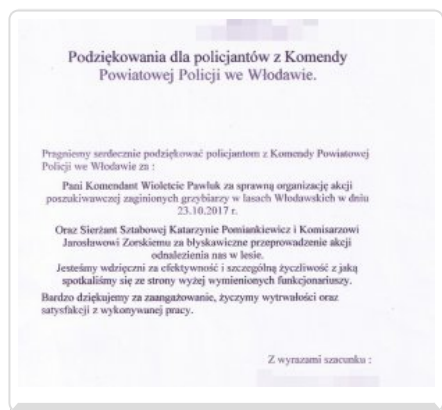 Podziękowania dla policjantów z Komendy
Powiatowej Policji we Włodawie.
Pragniemy serdecznie podziękować policjantom z Komendy Powiatowej
Policji we Włodawie za :
Pani Komendant Wioletcie Pawluk za sprawną organizację akcji
poszukiwawczej zaginionych grzybiarzy w lasach Włodawskich w dniu
23.10.2017 r.
Oraz Sierżant Sztabowej Katarzynie Pomiankiewicz i Komisarzowi
Jarosławowi Zorskiemu za błyskawiczne przeprowadzenie akcji
odnalezienia nas w lesie.
Jesteśmy wdzięczni za efektywność i szczególną życzliwość z jaką
spotkaliśmy się ze strony wyżej wymienionych funkcjonariuszy.
Bardzo dziękujemy za zaangażowanie, życzymy wytrwałości oraz
satysfakcji z wykonywanej pracy.
Z wyrazami szacunku :